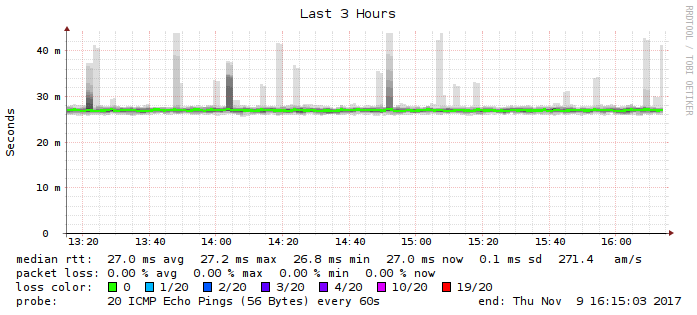 Last 3 Hours
RRDTOOL / TOBI OETIKER
Seconds
40 m
30 m
20 m
10 m
0
13:20 13:40 14:00 14:20 14:40 15:00 15:20 15:40 16:00
median rtt: 27.0 ms avg 27.2 ms max 26.8 ms min 27.0 ms now 0.1 ms sd 271.4 am/s
packet loss: 0.00 % avg 0.00 % max 0.00 % min 0.00 % now
loss color: 0 1/20 2/20 3/20 4/20 10/20 19/20
probe: 20 ICMP Echo Pings (56 Bytes) every 60s end: Thu Nov 9 16:15:03 2017